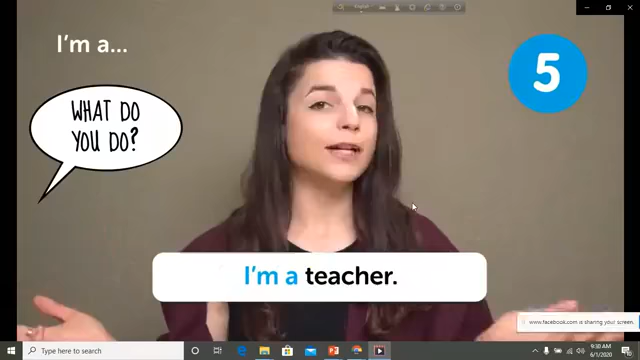 English
I'm a...
5
WHAT DO
YOU DO?
I'm a teacher.
www.facebook.com is sharing your screen.
Type here to search
9:30 AM
6/1/2020